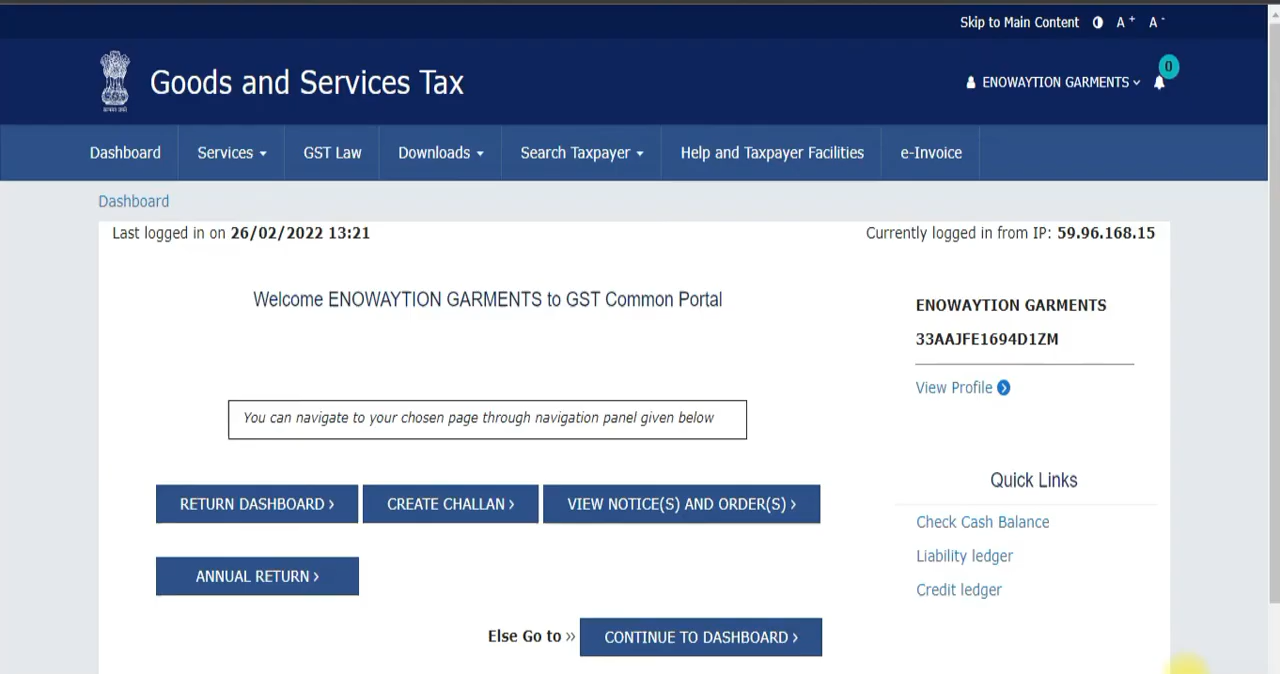 Skip to Main Content A+ A-
Goods and Services Tax
ENOWAYTION GARMENTS
0
Dashboard Services GST Law Downloads Search Taxpayer Help and Taxpayer Facilities e-Invoice
Dashboard
Last logged in on 26/02/2022 13:21
Currently logged in from IP: 59.96.168.15
Welcome ENOWAYTION GARMENTS to GST Common Portal
You can navigate to your chosen page through navigation panel given below
RETURN DASHBOARD › CREATE CHALLAN › VIEW NOTICE(S) AND ORDER(S) ›
ANNUAL RETURN ›
Else Go to » CONTINUE TO DASHBOARD ›
ENOWAYTION GARMENTS
33AAJFE1694D1ZM
View Profile
Quick Links
Check Cash Balance
Liability ledger
Credit ledger